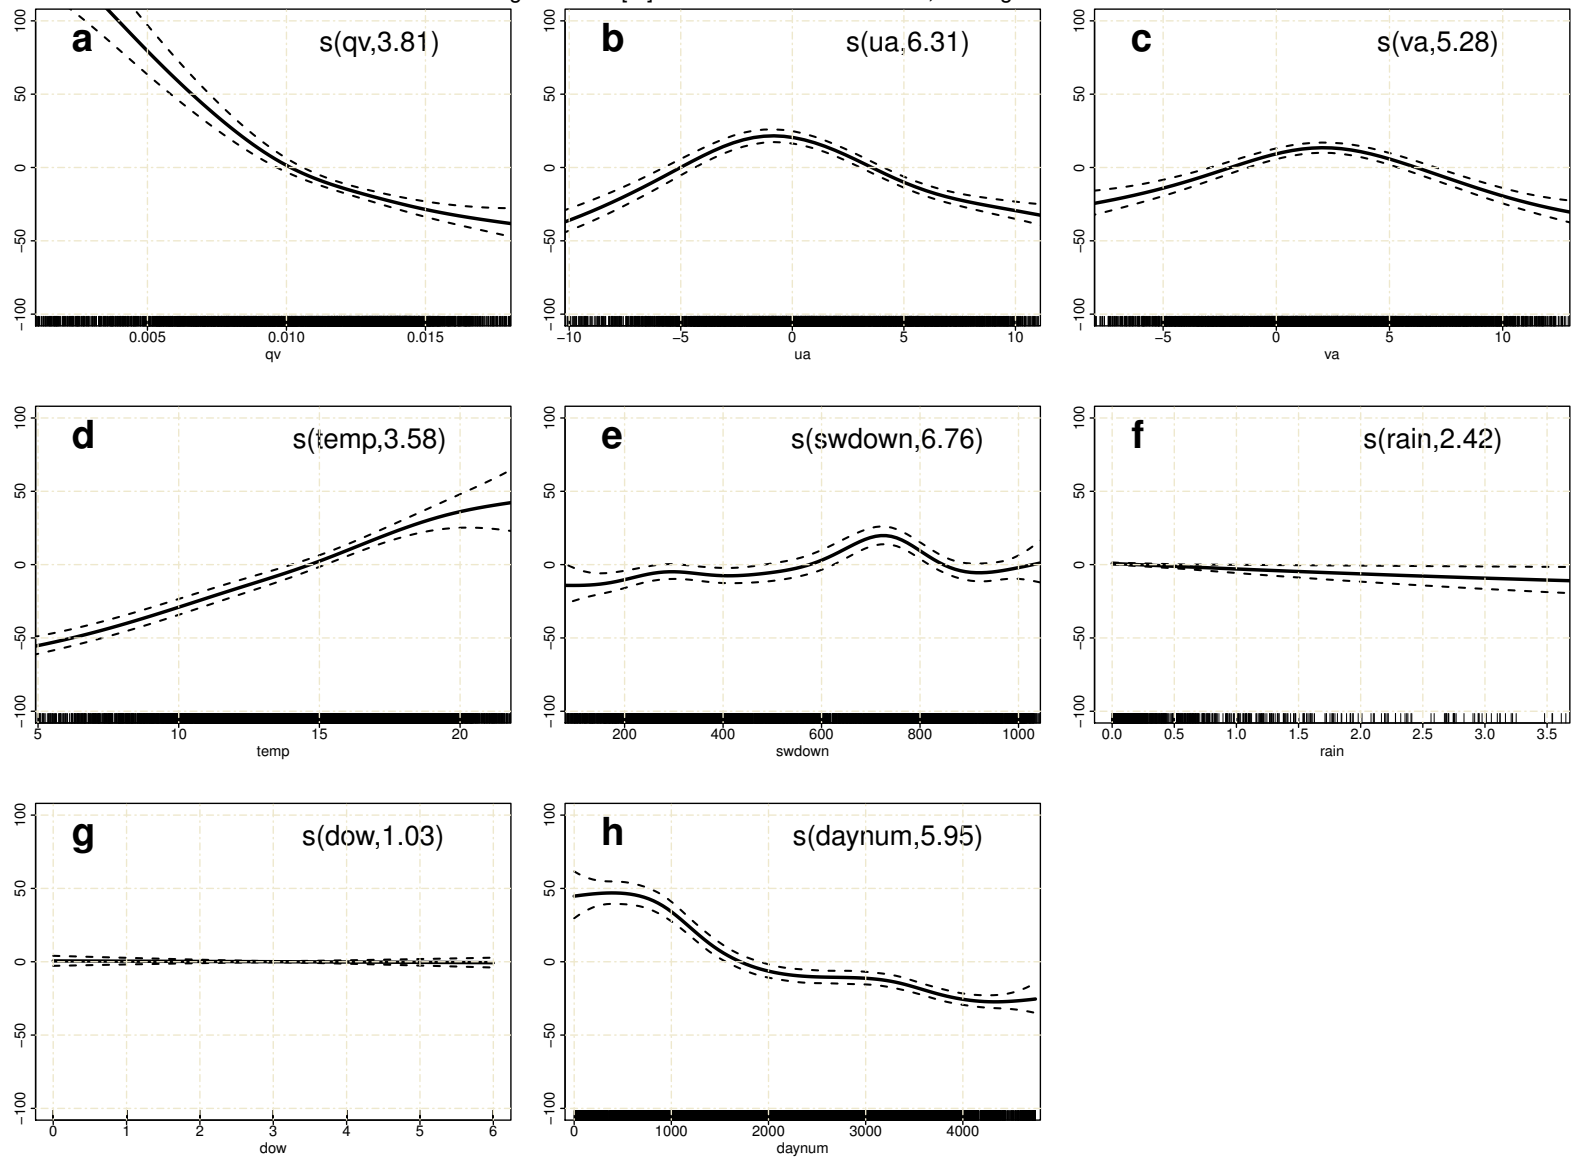 a s(qv,3.81)
100
50
0
−50
−100
0.005 0.010 0.015
qv
b s(ua,6.31)
−10 −5 0 5 10
ua
c s(va,5.28)
100
50
0
−50
−100
−5 0 5 10
va
d s(temp,3.58)
100
50
0
−50
−100
5 10 15 20
temp
e s(swdown,6.76)
100
50
0
−50
−100
200 400 600 800 1000
swdown
f s(rain,2.42)
100
50
0
−50
−100
0.0 0.5 1.0 1.5 2.0 2.5 3.0 3.5
rain
g s(dow,1.03)
100
50
0
−50
−100
0 1 2 3 4 5 6
dow
h s(daynum,5.95)
100
50
0
−50
−100
0 1000 2000 3000 4000
daynum